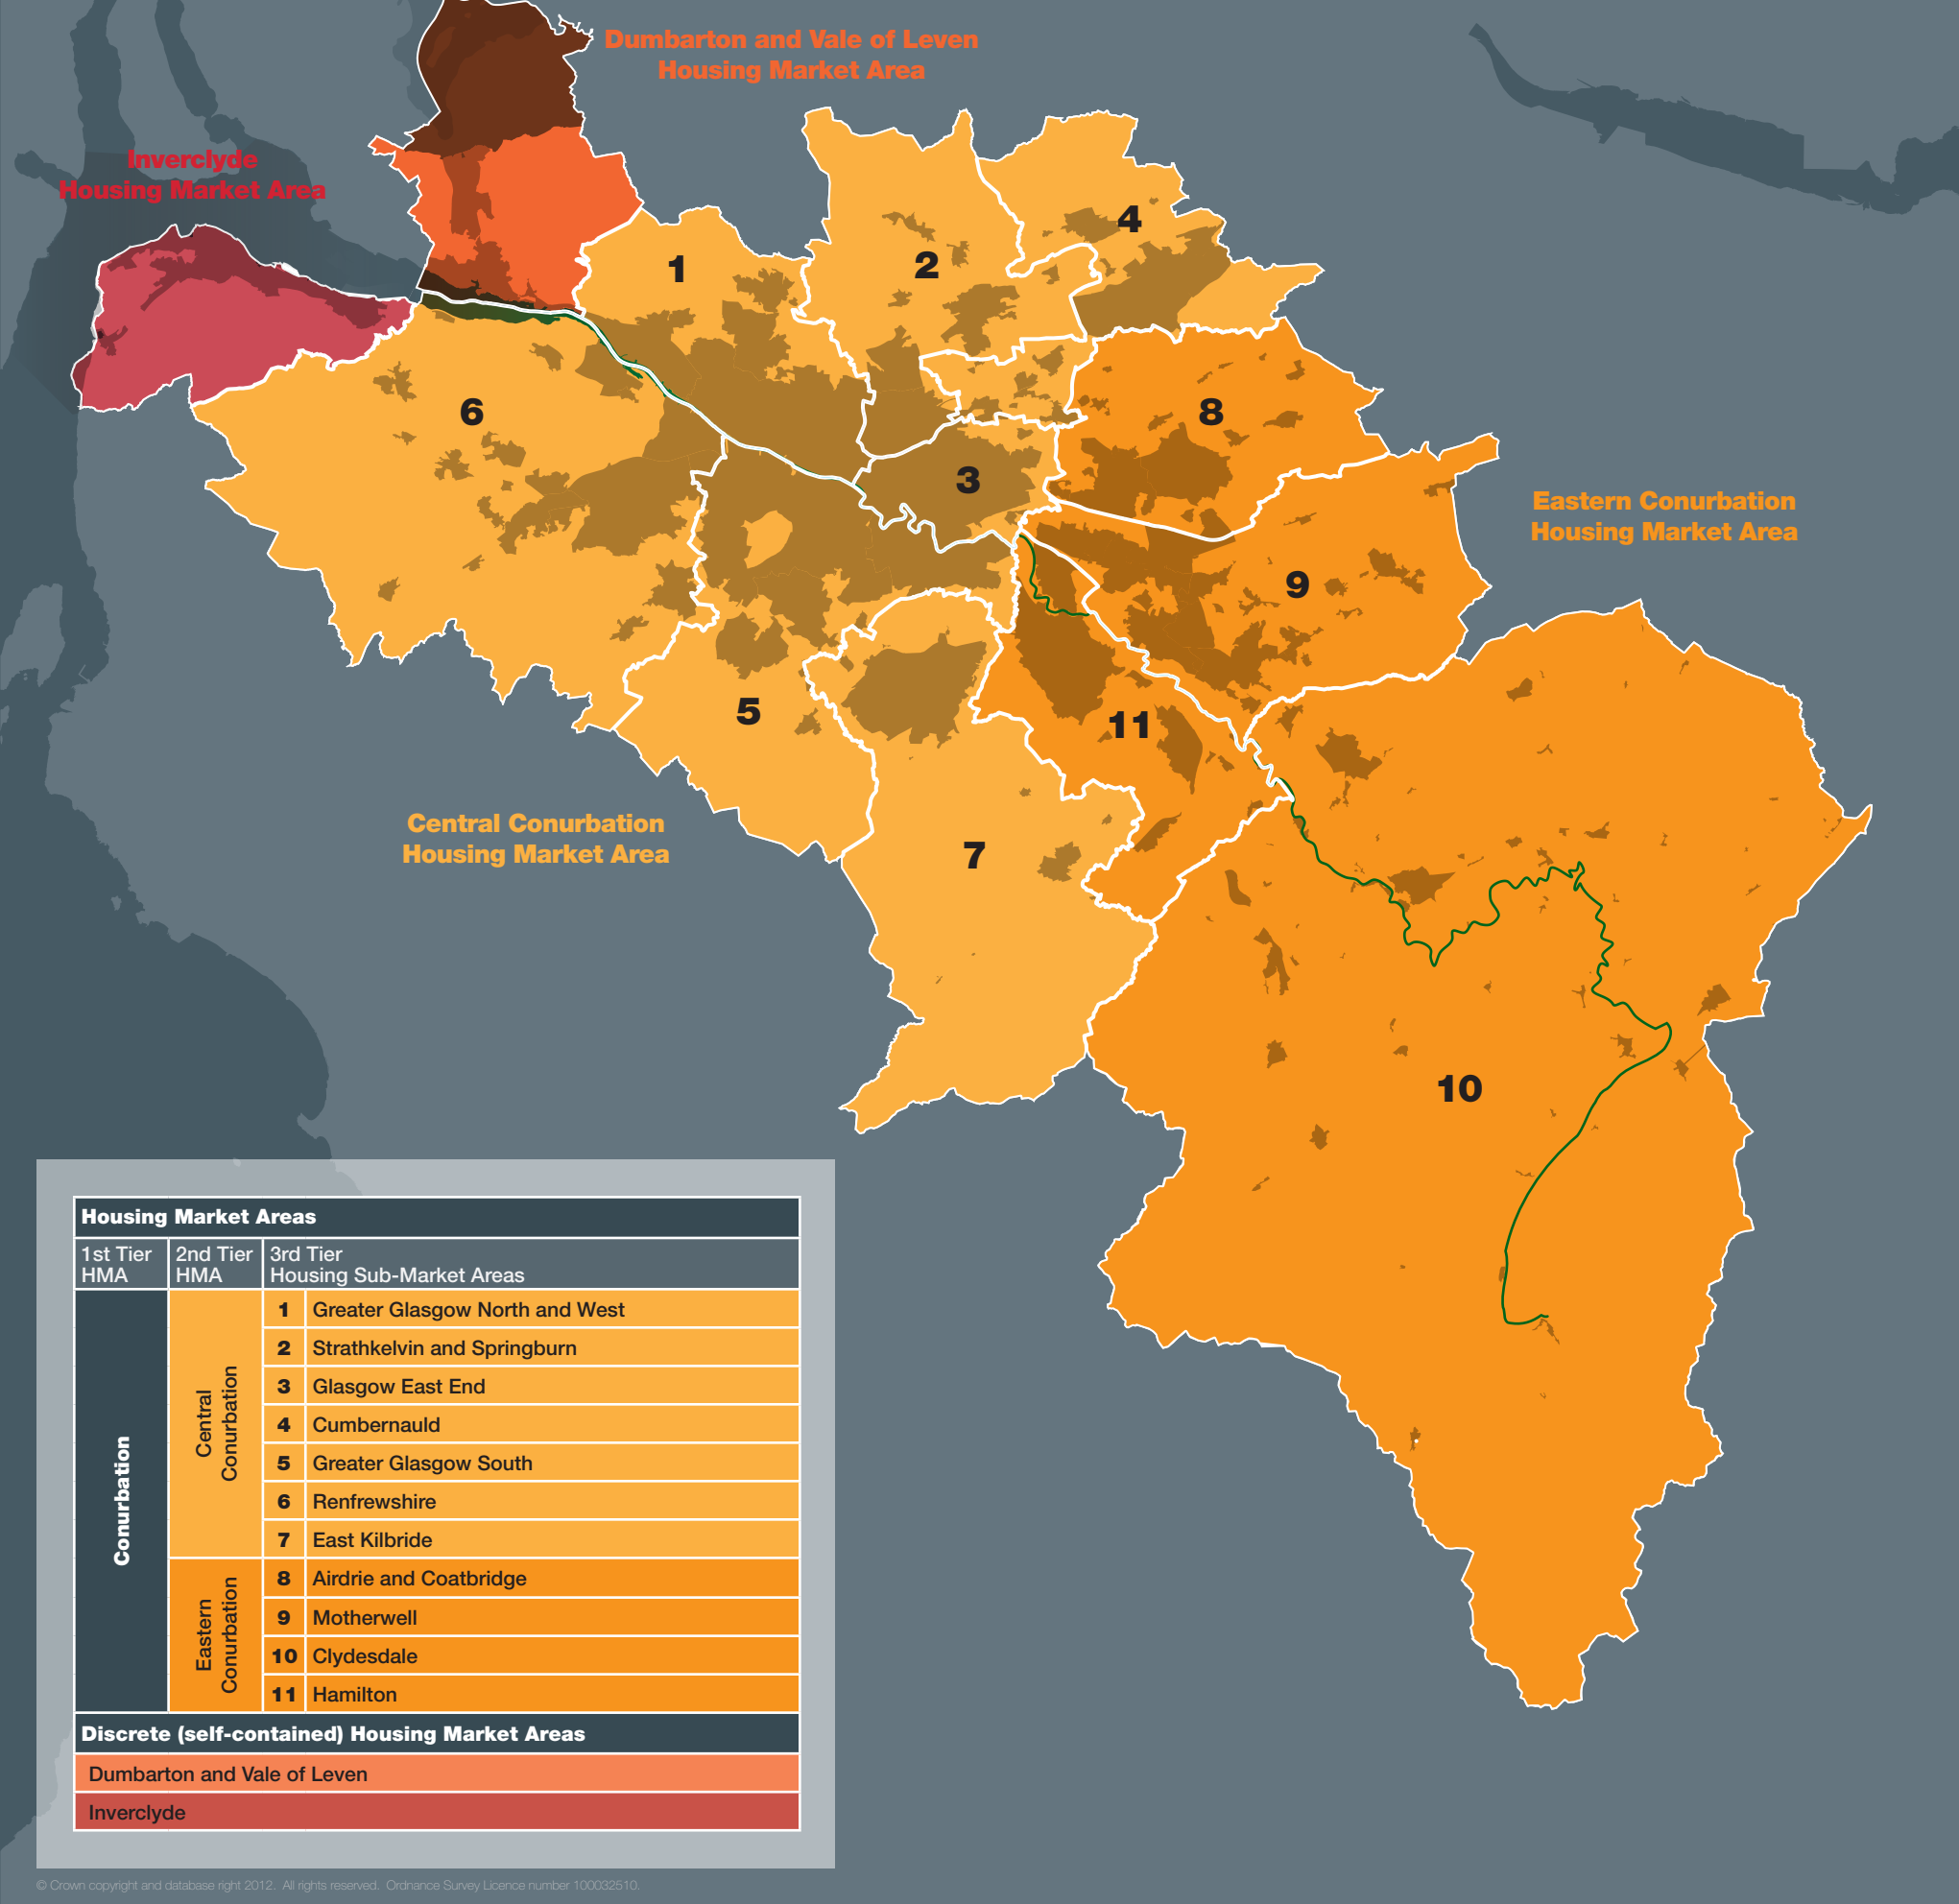 Dumbarton and Vale of Leven
Housing Market Area
Inverclyde
Housing Market Area
4
1
2
6
8
3
Eastern Conurbation
Housing Market Area
9
5
11
Central Conurbation
Housing Market Area
7
10
Housing Market Areas
1st Tier
HMA
2nd Tier
HMA
3rd Tier
Housing Sub-Market Areas
Conurbation
Central
Conurbation
1 Greater Glasgow North and West
2 Strathkelvin and Springburn
3 Glasgow East End
4 Cumbernauld
5 Greater Glasgow South
6 Renfrewshire
7 East Kilbride
Eastern
Conurbation
8 Airdrie and Coatbridge
9 Motherwell
10 Clydesdale
11 Hamilton
Discrete (self-contained) Housing Market Areas
Dumbarton and Vale of Leven
Inverclyde
© Crown copyright and database right 2012. All rights reserved. Ordnance Survey Licence number 100032510.